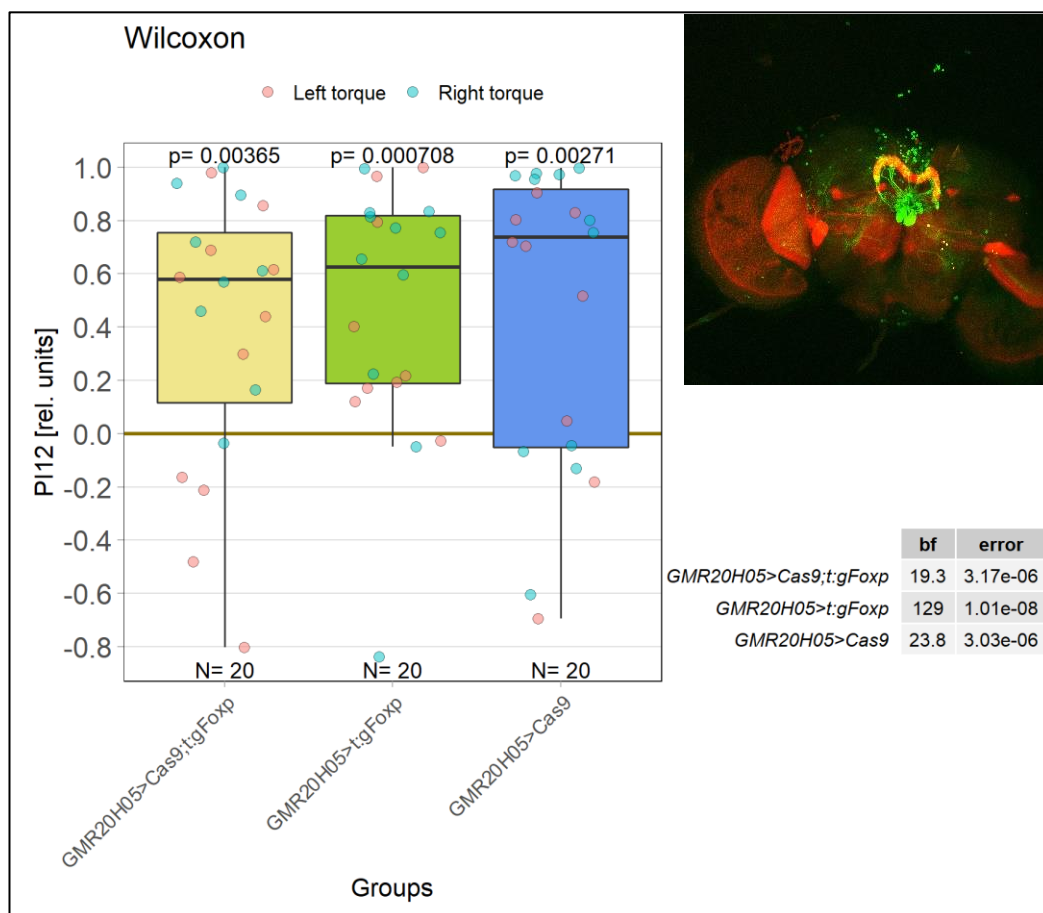 Wilcoxon
Left torque Right torque
p= 0.00365 p= 0.000708 p= 0.00271
1.0
0.8
0.6
0.4
0.2
0.0
-0.2
-0.4
-0.6
-0.8
PI12 [rel. units]
N= 20 N= 20 N= 20
GMR20H05>Cas9;t:gFoxp
GMR20H05>t:gFoxp
GMR20H05>Cas9
Groups
bf error
GMR20H05>Cas9;t:gFoxp 19.3 3.17e-06
GMR20H05>t:gFoxp 129 1.01e-08
GMR20H05>Cas9 23.8 3.03e-06